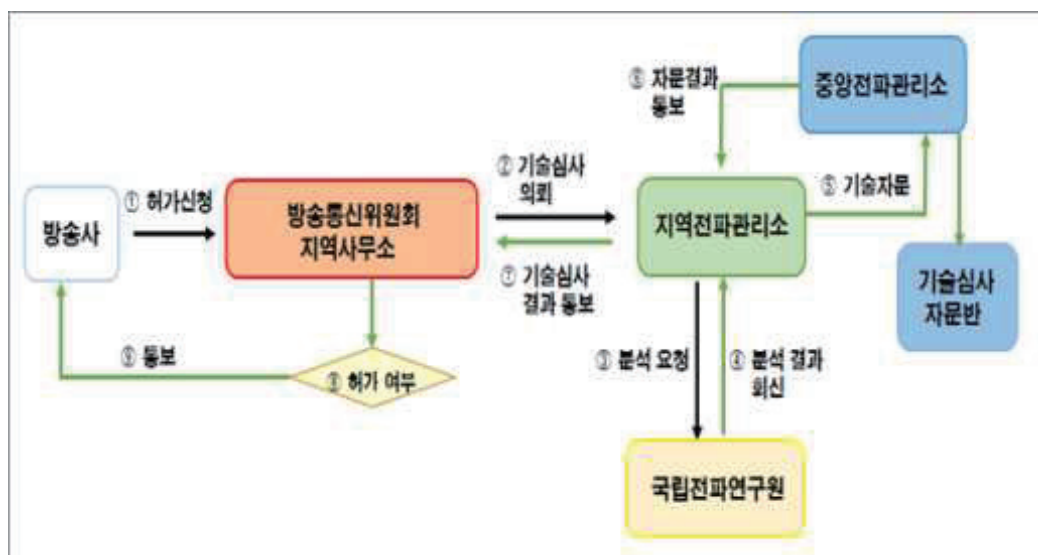 방송사
① 허가신청
방송통신위원회
지역사무소
② 기술심사
의뢰
⑦ 기술심사
결과 통보
⑧ 허가 여부
⑨ 통보
지역전파관리소
③ 분석 요청
④ 분석 결과
회신
국립전파연구원
⑤ 기술자문
중앙전파관리소
⑥ 자문결과
통보
기술심사
자문반